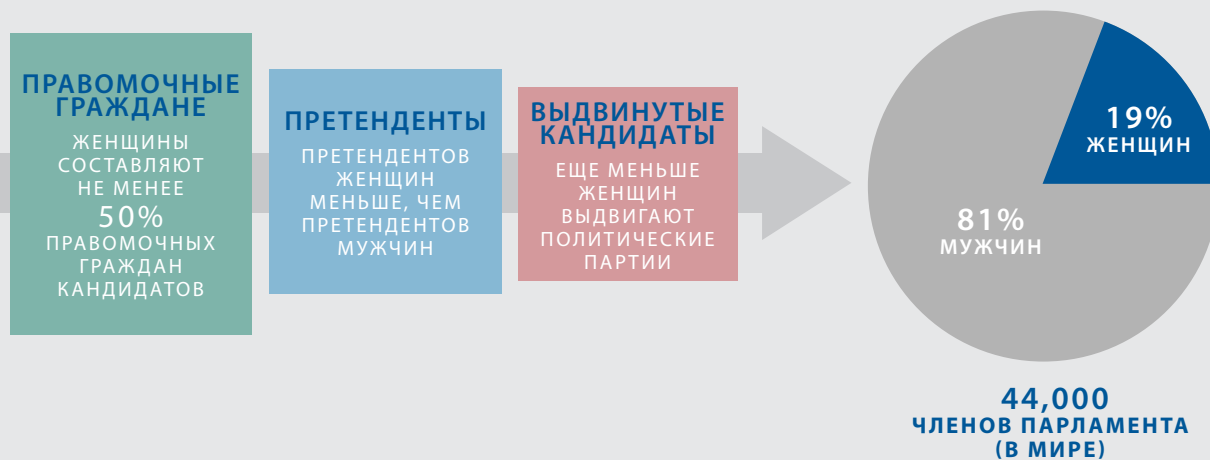 ПРАВОМОЧНЫЕ
ГРАЖДАНЕ
ЖЕНЩИНЫ
СОСТАВЛЯЮТ
НЕ МЕНЕЕ
50%
ПРАВОМОЧНЫХ
ГРАЖДАН
КАНДИДАТОВ
ПРЕТЕНДЕНТЫ
ПРЕТЕНДЕНТОВ
ЖЕНЩИН
МЕНЬШЕ, ЧЕМ
ПРЕТЕНДЕНТОВ
МУЖЧИН
ВЫДВИНУТЫЕ
КАНДИДАТЫ
ЕЩЕ МЕНЬШЕ
ЖЕНЩИН
ВЫДВИГАЮТ
ПОЛИТИЧЕСКИЕ
ПАРТИИ
19%
ЖЕНЩИН
81%
МУЖЧИН
44,000
ЧЛЕНОВ ПАРЛАМЕНТА
(В МИРЕ)